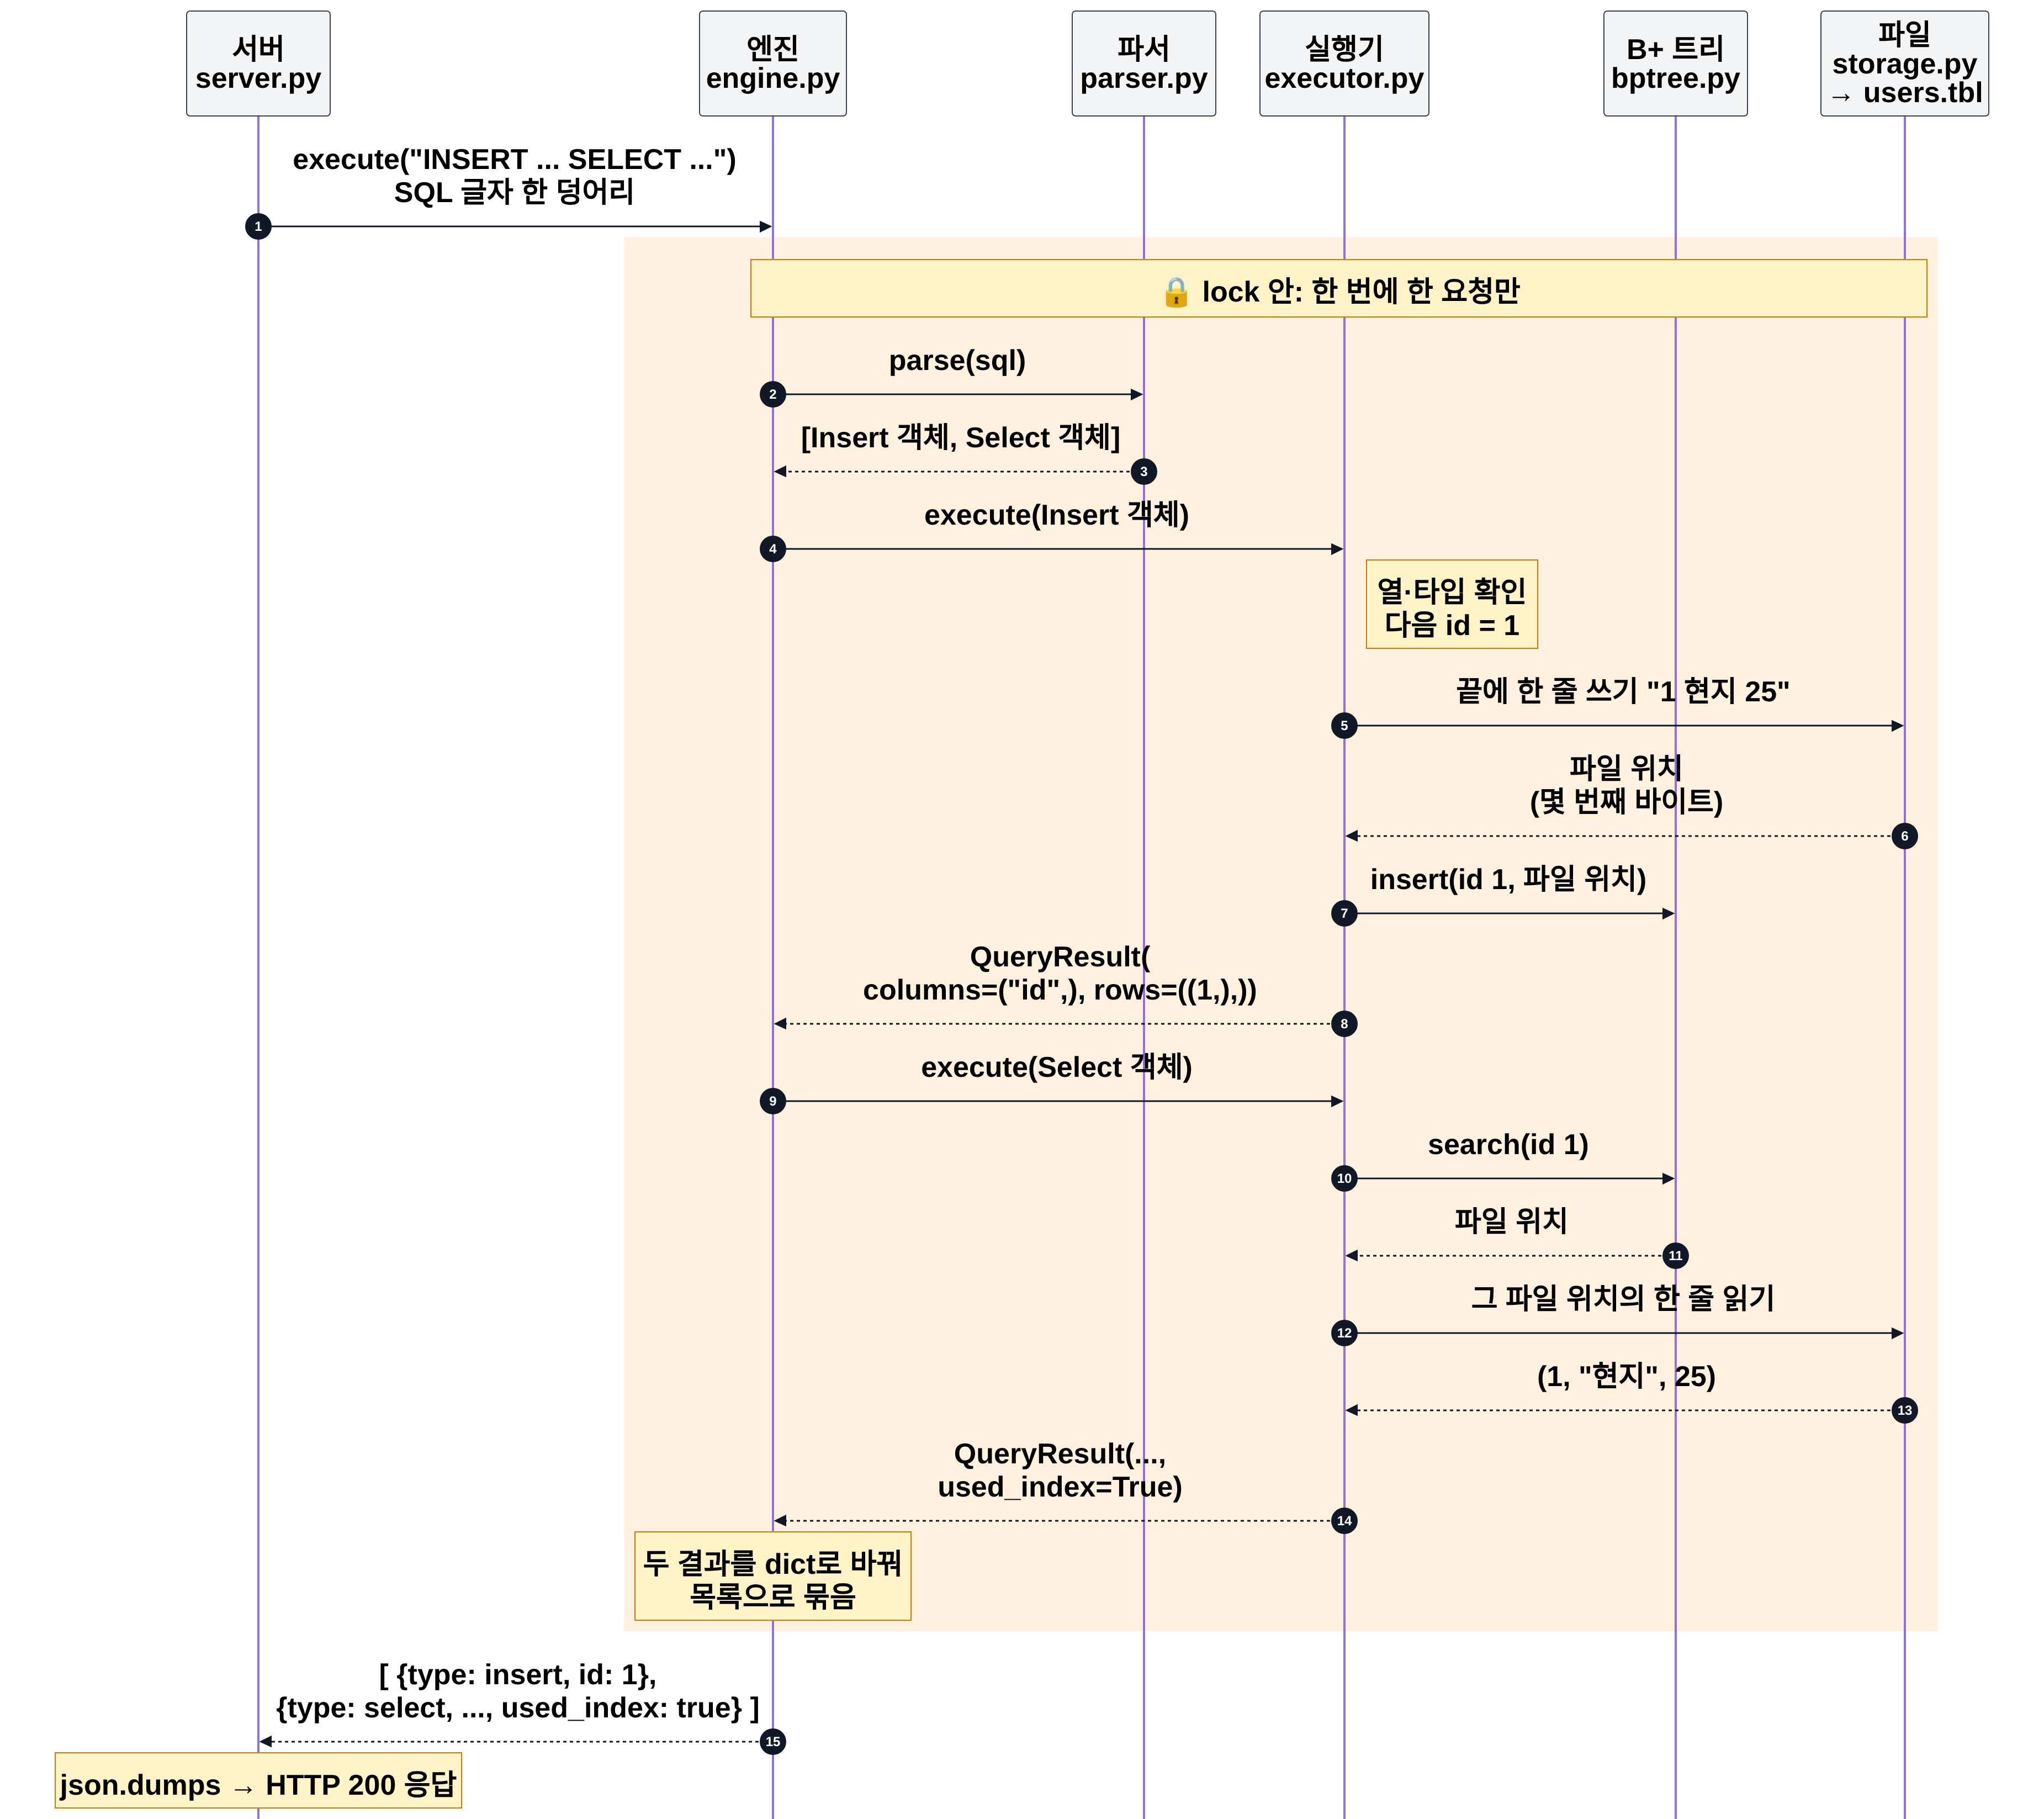 서버
server.py
엔진
engine.py
파서
parser.py
실행기
executor.py
B+ 트리
bptree.py
파일
storage.py
→ users.tbl
execute("INSERT ... SELECT ...")
SQL 글자 한 덩어리
1
🔒 lock 안: 한 번에 한 요청만
parse(sql)
2
[Insert 객체, Select 객체]
3
execute(Insert 객체)
4
열·타입 확인
다음 id = 1
끝에 한 줄 쓰기 "1 현지 25"
5
파일 위치
(몇 번째 바이트)
6
insert(id 1, 파일 위치)
7
QueryResult(
columns=("id",), rows=((1,),))
8
execute(Select 객체)
9
search(id 1)
10
파일 위치
11
그 파일 위치의 한 줄 읽기
12
(1, "현지", 25)
13
QueryResult(...,
used_index=True)
14
두 결과를 dict로 바꿔
목록으로 묶음
[ {type: insert, id: 1},
{type: select, ..., used_index: true} ]
15
json.dumps → HTTP 200 응답